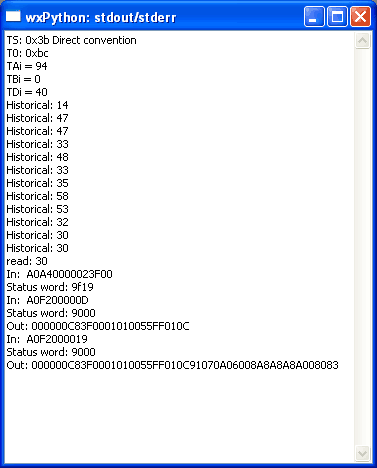 wxPython: stdout/stderr
TS: 0x3b Direct convention
T0: 0xbc
TAi = 94
TBi = 0
TDi = 40
Historical: 14
Historical: 47
Historical: 47
Historical: 33
Historical: 48
Historical: 33
Historical: 35
Historical: 58
Historical: 53
Historical: 32
Historical: 30
Historical: 30
read: 30
In:  A0A40000023F00
Status word: 9f19
In:  A0F200000D
Status word: 9000
Out: 000000C83F0001010055FF010C
In:  A0F2000019
Status word: 9000
Out: 000000C83F0001010055FF010C91070A06008A8A8A8A008083